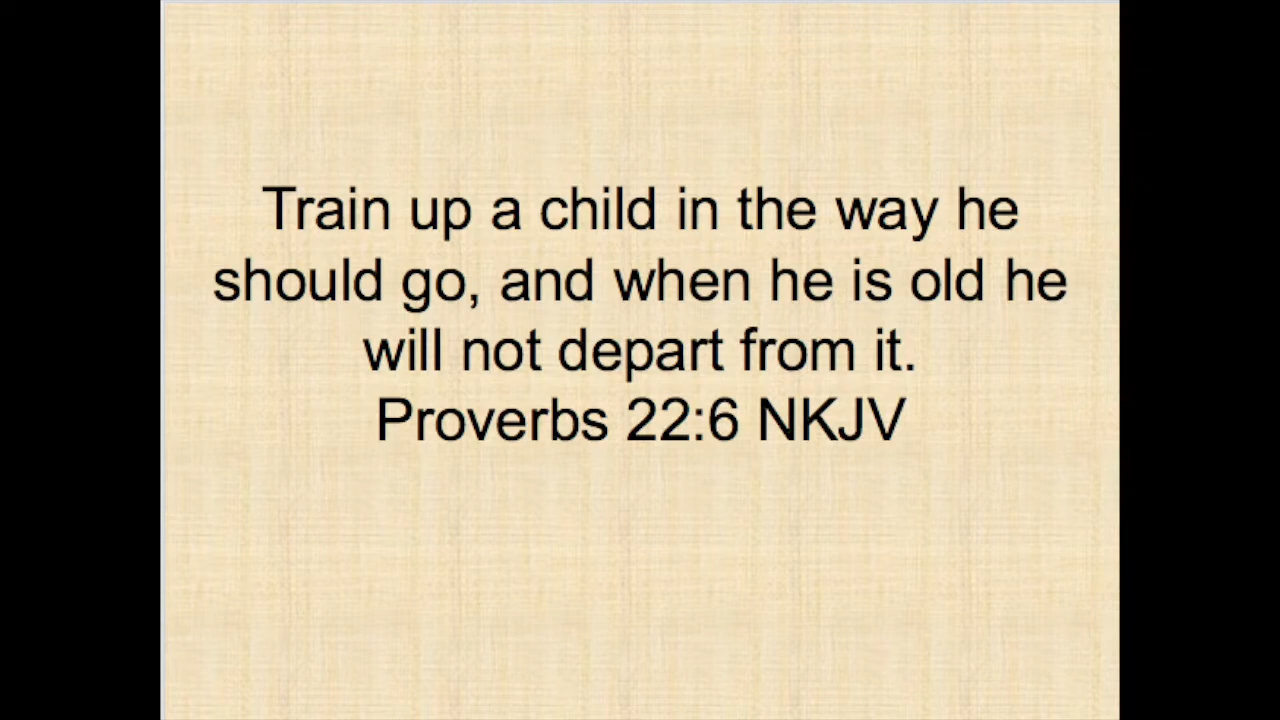 Train up a child in the way he
should go, and when he is old he
will not depart from it.
Proverbs 22:6 NKJV